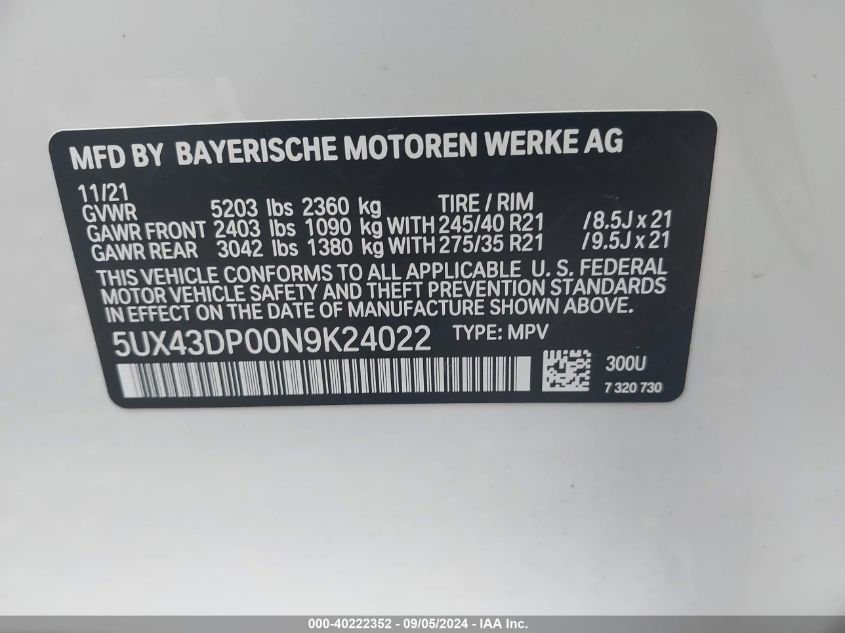 MFD BY BAYERISCHE MOTOREN WERKE AG
11/21
GVWR 5203 lbs 2360 kg TIRE / RIM
GAWR FRONT 2403 lbs 1090 kg WITH 245/40 R21 /8.5J x 21
GAWR REAR 3042 lbs 1380 kg WITH 275/35 R21 /9.5J x 21
THIS VEHICLE CONFORMS TO ALL APPLICABLE U. S. FEDERAL
MOTOR VEHICLE SAFETY AND THEFT PREVENTION STANDARDS
IN EFFECT ON THE DATE OF MANUFACTURE SHOWN ABOVE.
5UX43DP00N9K24022 TYPE: MPV
300U
7 320 730
000-40222352 - 09/05/2024 - © IAA Inc.